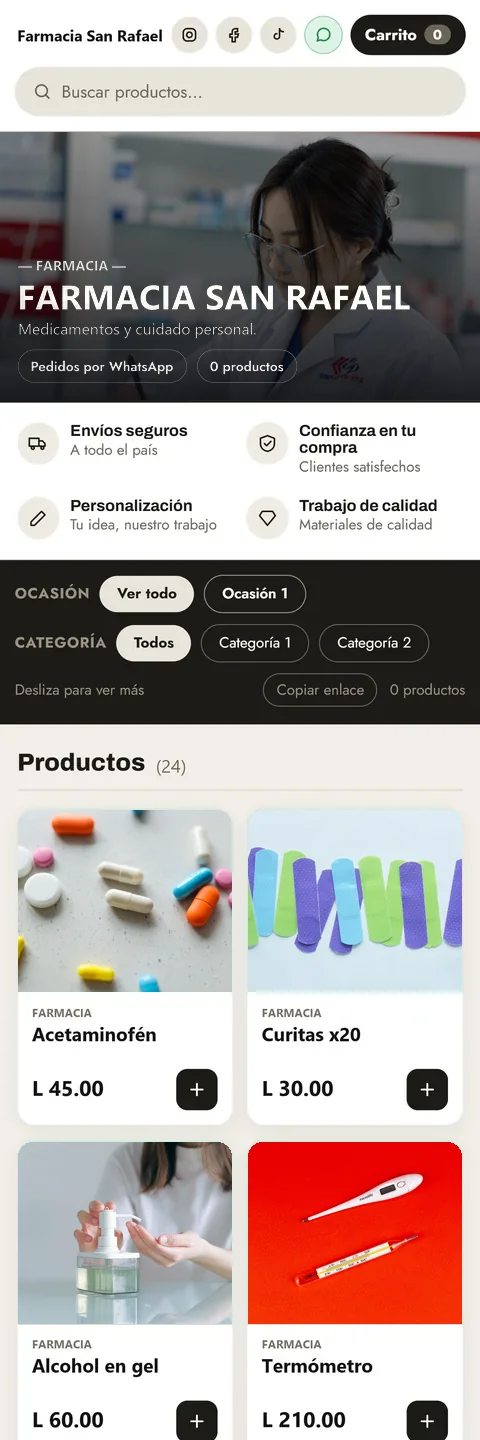 Farmacia San Rafael
Carrito 0
Buscar productos...
— FARMACIA —
FARMACIA SAN RAFAEL
Medicamentos y cuidado personal.
Pedidos por WhatsApp
0 productos
Envíos seguros
A todo el país
Confianza en tu
compra
Clientes satisfechos
Personalización
Tu idea, nuestro trabajo
Trabajo de calidad
Materiales de calidad
OCASIÓN Ver todo Ocasión 1
CATEGORÍA Todos Categoría 1 Categoría 2
Desliza para ver más Copiar enlace 0 productos
Productos (24)
FARMACIA
Acetaminofén
L 45.00
FARMACIA
Curitas x20
L 30.00
FARMACIA
Alcohol en gel
L 60.00
FARMACIA
Termómetro
L 210.00